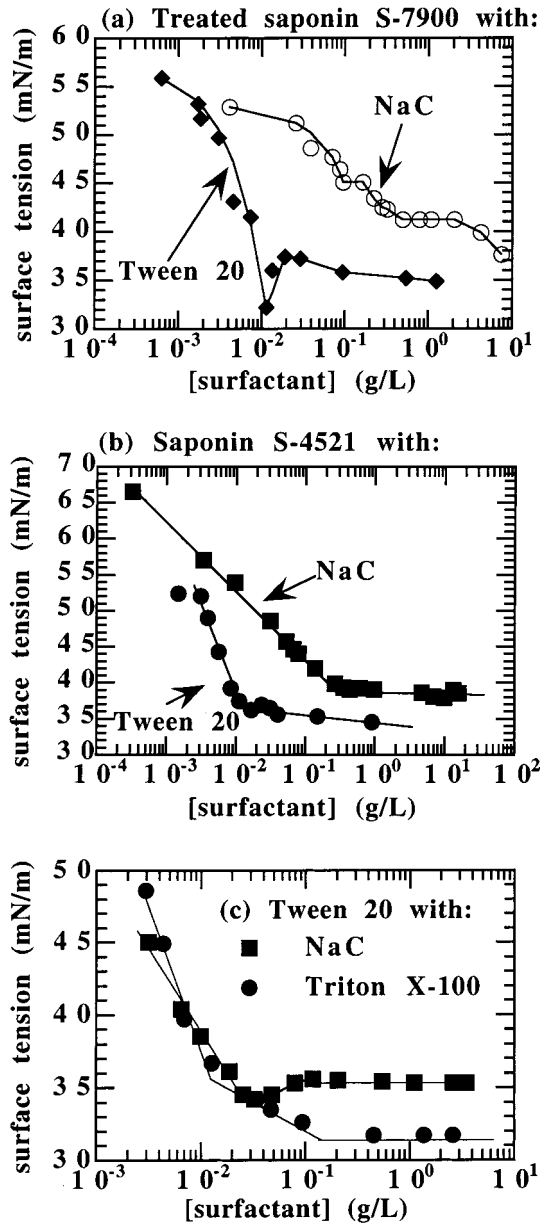 (a) Treated saponin S-7900 with:
surface tension (mN/m)
60
55
50
45
40
35
30
NaC
Tween 20
10^-4 10^-3 10^-2 10^-1 10^0 10^1
[surfactant] (g/L)
(b) Saponin S-4521 with:
surface tension (mN/m)
70
65
60
55
50
45
40
35
30
NaC
Tween 20
10^-4 10^-3 10^-2 10^-1 10^0 10^1 10^2
[surfactant] (g/L)
surface tension (mN/m)
50
45
40
35
30
(c) Tween 20 with:
NaC
Triton X-100
10^-3 10^-2 10^-1 10^0 10^1
[surfactant] (g/L)